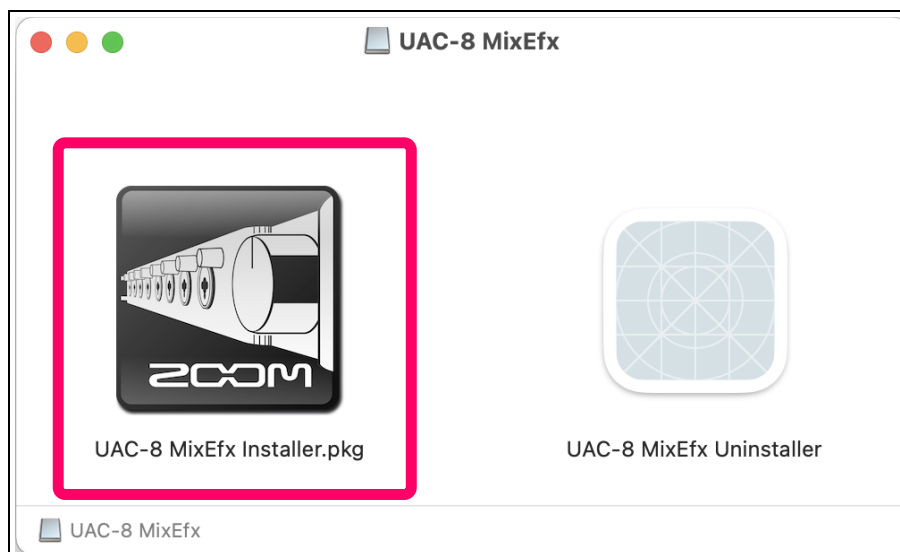 UAC-8 MixEfx
ZOOM
UAC-8 MixEfx Installer.pkg
UAC-8 MixEfx Uninstaller
UAC-8 MixEfx